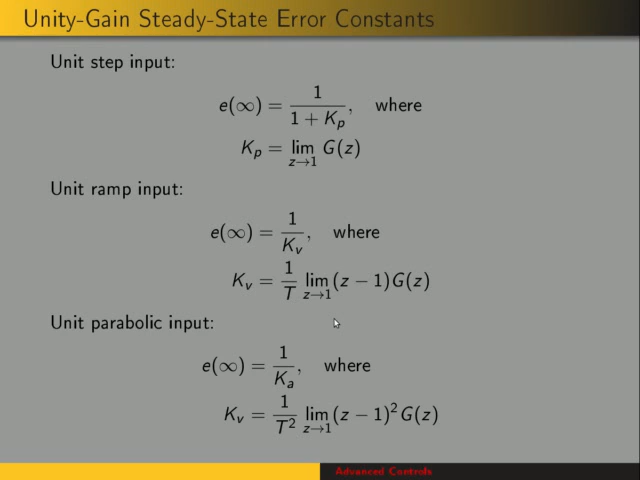 Unity-Gain Steady-State Error Constants
Unit step input:
e(∞) = 1/(1 + K_p), where
K_p = lim_{z→1} G(z)
Unit ramp input:
e(∞) = 1/K_v, where
K_v = 1/T lim_{z→1} (z − 1)G(z)
Unit parabolic input:
e(∞) = 1/K_a, where
K_v = 1/T² lim_{z→1} (z − 1)²G(z)
Advanced Controls